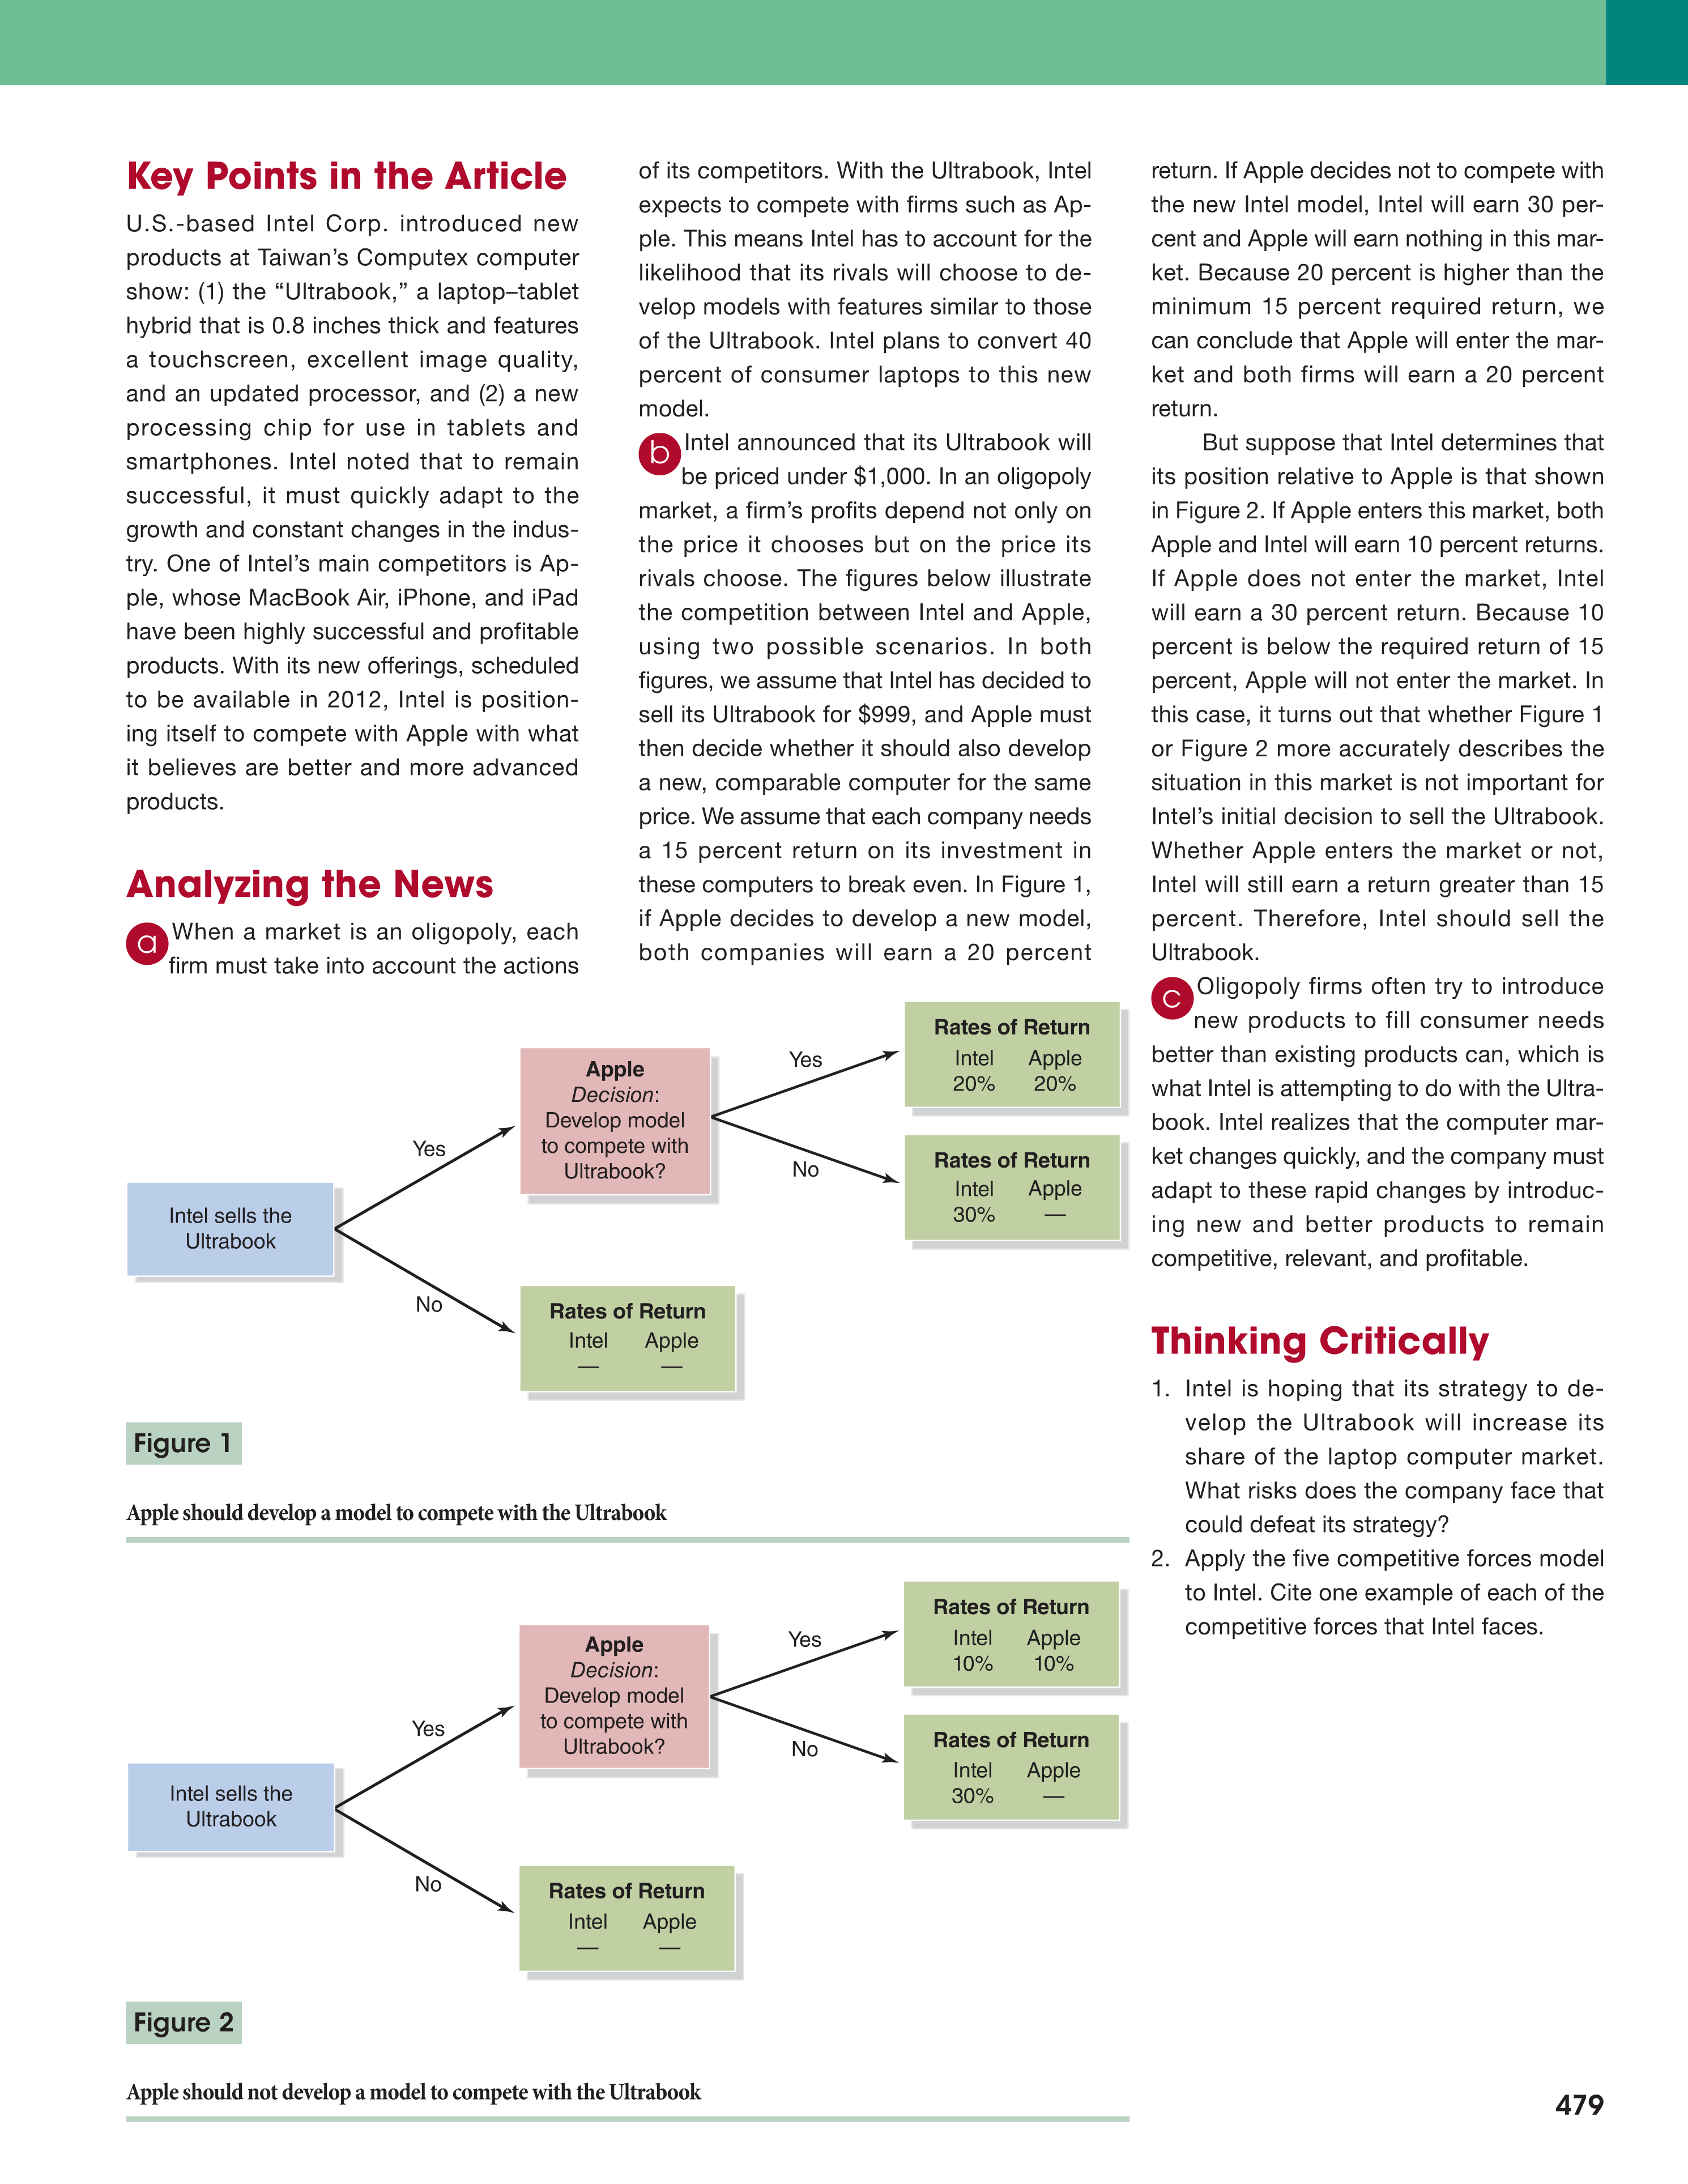 Key Points in the Article
U.S.-based Intel Corp. introduced new
products at Taiwan’s Computex computer
show: (1) the “Ultrabook,” a laptop–tablet
hybrid that is 0.8 inches thick and features
a touchscreen, excellent image quality,
and an updated processor, and (2) a new
processing chip for use in tablets and
smartphones. Intel noted that to remain
successful, it must quickly adapt to the
growth and constant changes in the indus-
try. One of Intel’s main competitors is Ap-
ple, whose MacBook Air, iPhone, and iPad
have been highly successful and profitable
products. With its new offerings, scheduled
to be available in 2012, Intel is position-
ing itself to compete with Apple with what
it believes are better and more advanced
products.
Analyzing the News
a When a market is an oligopoly, each
firm must take into account the actions
of its competitors. With the Ultrabook, Intel
expects to compete with firms such as Ap-
ple. This means Intel has to account for the
likelihood that its rivals will choose to de-
velop models with features similar to those
of the Ultrabook. Intel plans to convert 40
percent of consumer laptops to this new
model.
b Intel announced that its Ultrabook will
be priced under $1,000. In an oligopoly
market, a firm’s profits depend not only on
the price it chooses but on the price its
rivals choose. The figures below illustrate
the competition between Intel and Apple,
using two possible scenarios. In both
figures, we assume that Intel has decided to
sell its Ultrabook for $999, and Apple must
then decide whether it should also develop
a new, comparable computer for the same
price. We assume that each company needs
a 15 percent return on its investment in
these computers to break even. In Figure 1,
if Apple decides to develop a new model,
both companies will earn a 20 percent
return. If Apple decides not to compete with
the new Intel model, Intel will earn 30 per-
cent and Apple will earn nothing in this mar-
ket. Because 20 percent is higher than the
minimum 15 percent required return, we
can conclude that Apple will enter the mar-
ket and both firms will earn a 20 percent
return.
But suppose that Intel determines that
its position relative to Apple is that shown
in Figure 2. If Apple enters this market, both
Apple and Intel will earn 10 percent returns.
If Apple does not enter the market, Intel
will earn a 30 percent return. Because 10
percent is below the required return of 15
percent, Apple will not enter the market. In
this case, it turns out that whether Figure 1
or Figure 2 more accurately describes the
situation in this market is not important for
Intel’s initial decision to sell the Ultrabook.
Whether Apple enters the market or not,
Intel will still earn a return greater than 15
percent. Therefore, Intel should sell the
Ultrabook.
c Oligopoly firms often try to introduce
new products to fill consumer needs
better than existing products can, which is
what Intel is attempting to do with the Ultra-
book. Intel realizes that the computer mar-
ket changes quickly, and the company must
adapt to these rapid changes by introduc-
ing new and better products to remain
competitive, relevant, and profitable.
Thinking Critically
1. Intel is hoping that its strategy to de-
velop the Ultrabook will increase its
share of the laptop computer market.
What risks does the company face that
could defeat its strategy?
2. Apply the five competitive forces model
to Intel. Cite one example of each of the
competitive forces that Intel faces.
Intel sells the
Ultrabook
Yes
No
Apple
Decision:
Develop model
to compete with
Ultrabook?
Yes
No
Rates of Return
Intel Apple
20% 20%
Rates of Return
Intel Apple
30% —
Rates of Return
Intel Apple
— —
Figure 1
Apple should develop a model to compete with the Ultrabook
Intel sells the
Ultrabook
Yes
No
Apple
Decision:
Develop model
to compete with
Ultrabook?
Yes
No
Rates of Return
Intel Apple
10% 10%
Rates of Return
Intel Apple
30% —
Rates of Return
Intel Apple
— —
Figure 2
Apple should not develop a model to compete with the Ultrabook
479